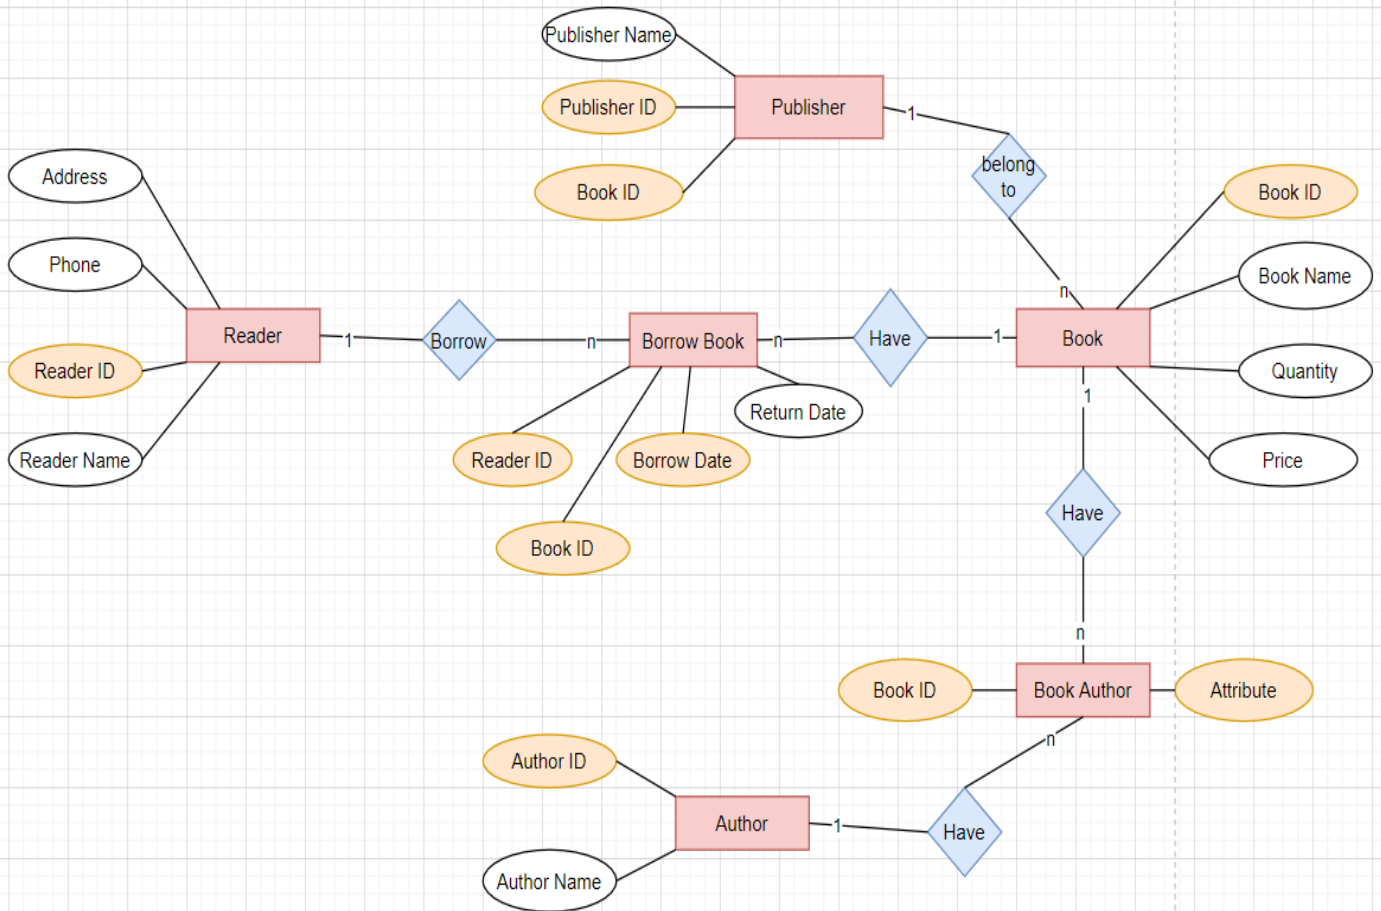 Publisher Name
Publisher ID
Publisher
1
Book ID
belong
to
Address
Book ID
Phone
Book Name
n
Reader
1
Borrow
n
Borrow Book
n
Have
1
Book
Reader ID
Quantity
1
Return Date
Reader Name
Reader ID
Borrow Date
Price
Have
Book ID
n
Book ID
Book Author
Attribute
n
Author ID
Author
1
Have
Author Name